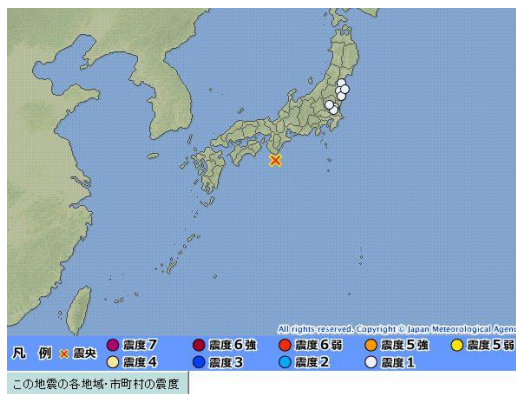 All rights reserved. Copyright © Japan Meteorological Agency
凡 例 × 震央 震度7 震度6強 震度6弱 震度5強 震度5弱
震度4 震度3 震度2 震度1
この地震の各地域・市町村の震度